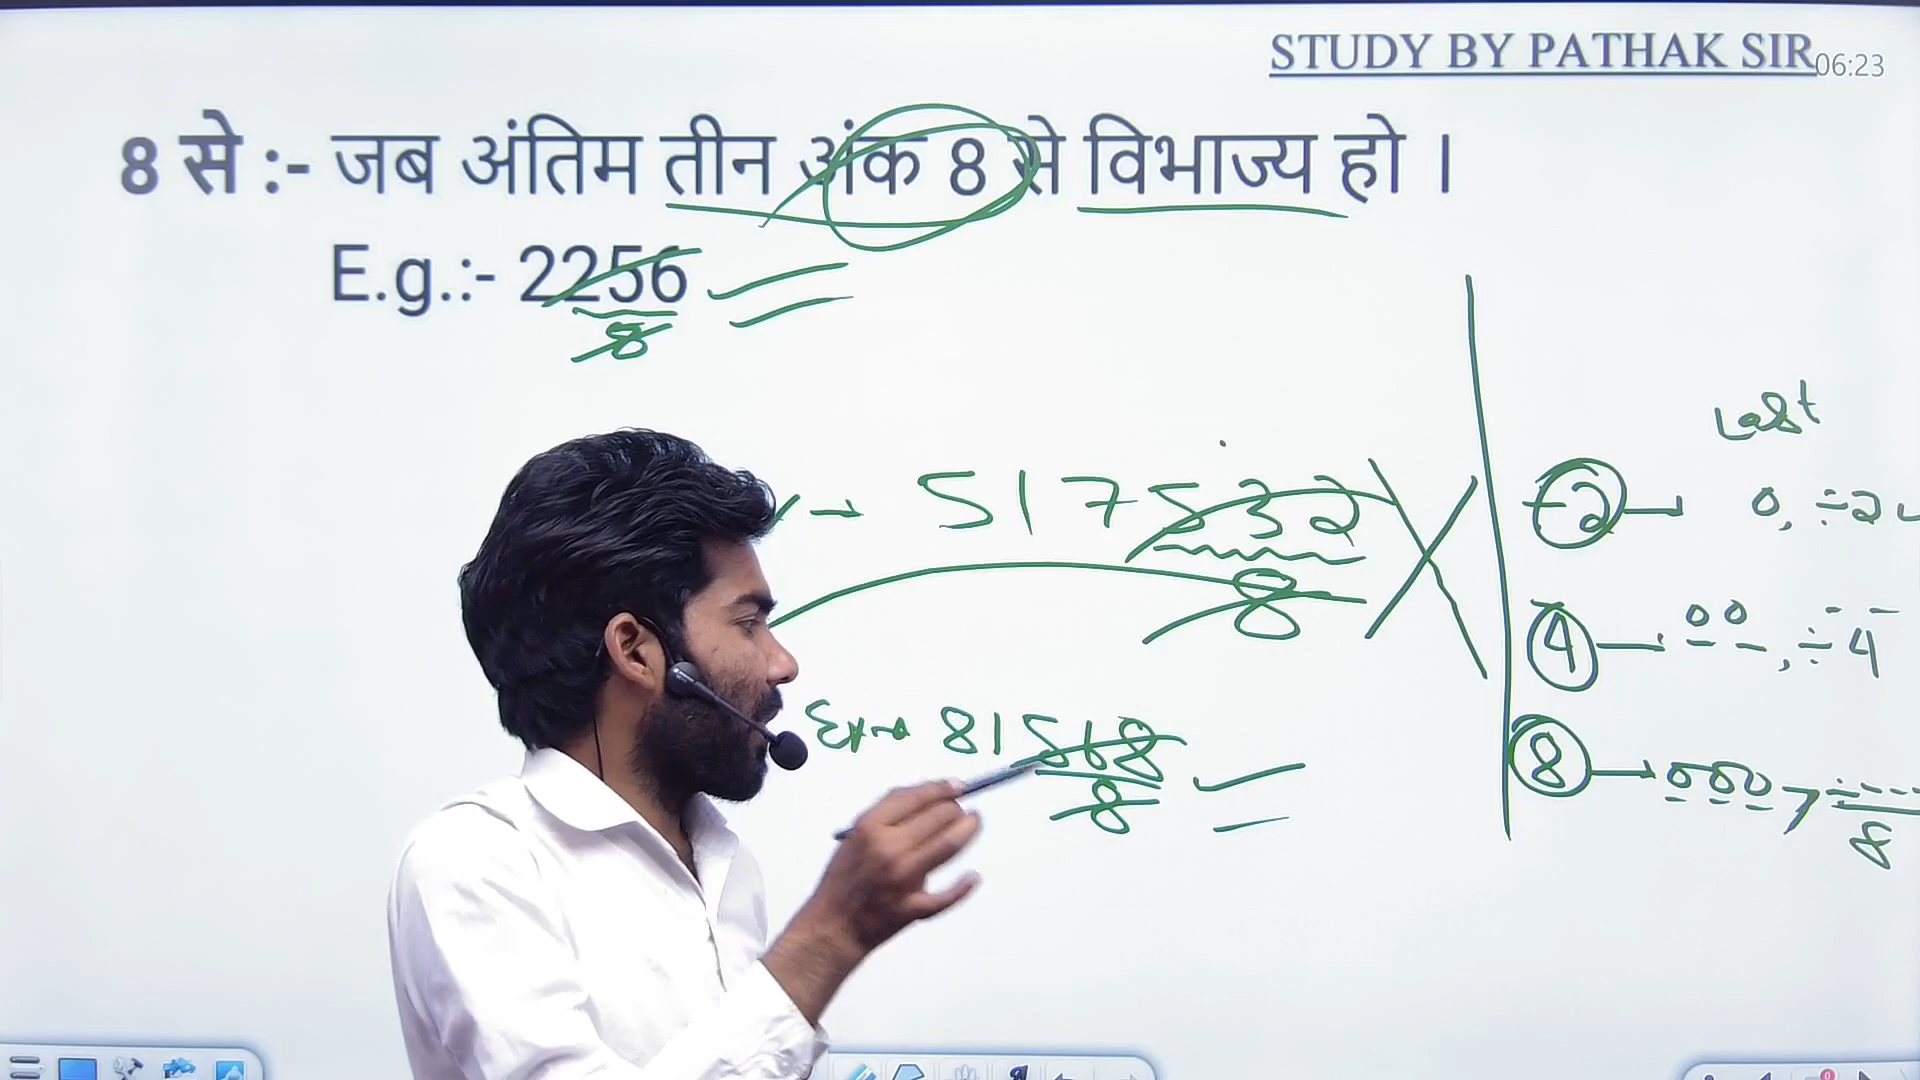 STUDY BY PATHAK SIR
06:23
8 से :- जब अंतिम तीन अंक 8 से विभाज्य हो ।
E.g.:- 2256
8
→ 517532
8
Ex→ 81568
8
Last
2 → 0, ÷2
4 → 00, ÷4
8 → 000, ÷
8